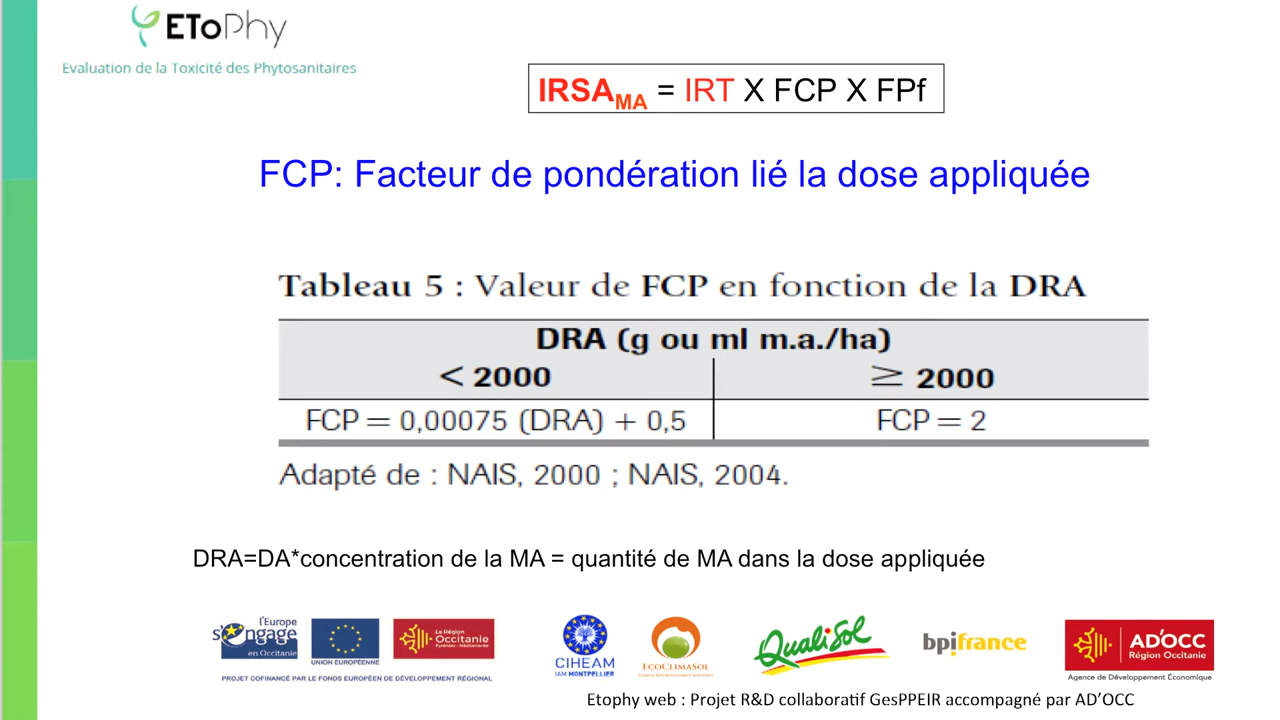 EToPhy
Evaluation de la Toxicité des Phytosanitaires
IRSAMA = IRT X FCP X FPf
FCP: Facteur de pondération lié la dose appliquée
Tableau 5 : Valeur de FCP en fonction de la DRA
DRA (g ou ml m.a./ha)
< 2000 ≥ 2000
FCP = 0,00075 (DRA) + 0,5 FCP = 2
Adapté de : NAIS, 2000 ; NAIS, 2004.
DRA=DA*concentration de la MA = quantité de MA dans la dose appliquée
l'Europe
s'engage
en Occitanie
UNION EUROPÉENNE
La Région
Occitanie
Pyrénées - Méditerranée
PROJET COFINANCÉ PAR LE FONDS EUROPÉEN DE DÉVELOPPEMENT RÉGIONAL
CIHEAM
IAM MONTPELLIER
EcoClimaSol
QualiSol
bpifrance
AD'OCC
Région Occitanie
Agence de Développement Économique
Etophy web : Projet R&D collaboratif GesPPEIR accompagné par AD'OCC